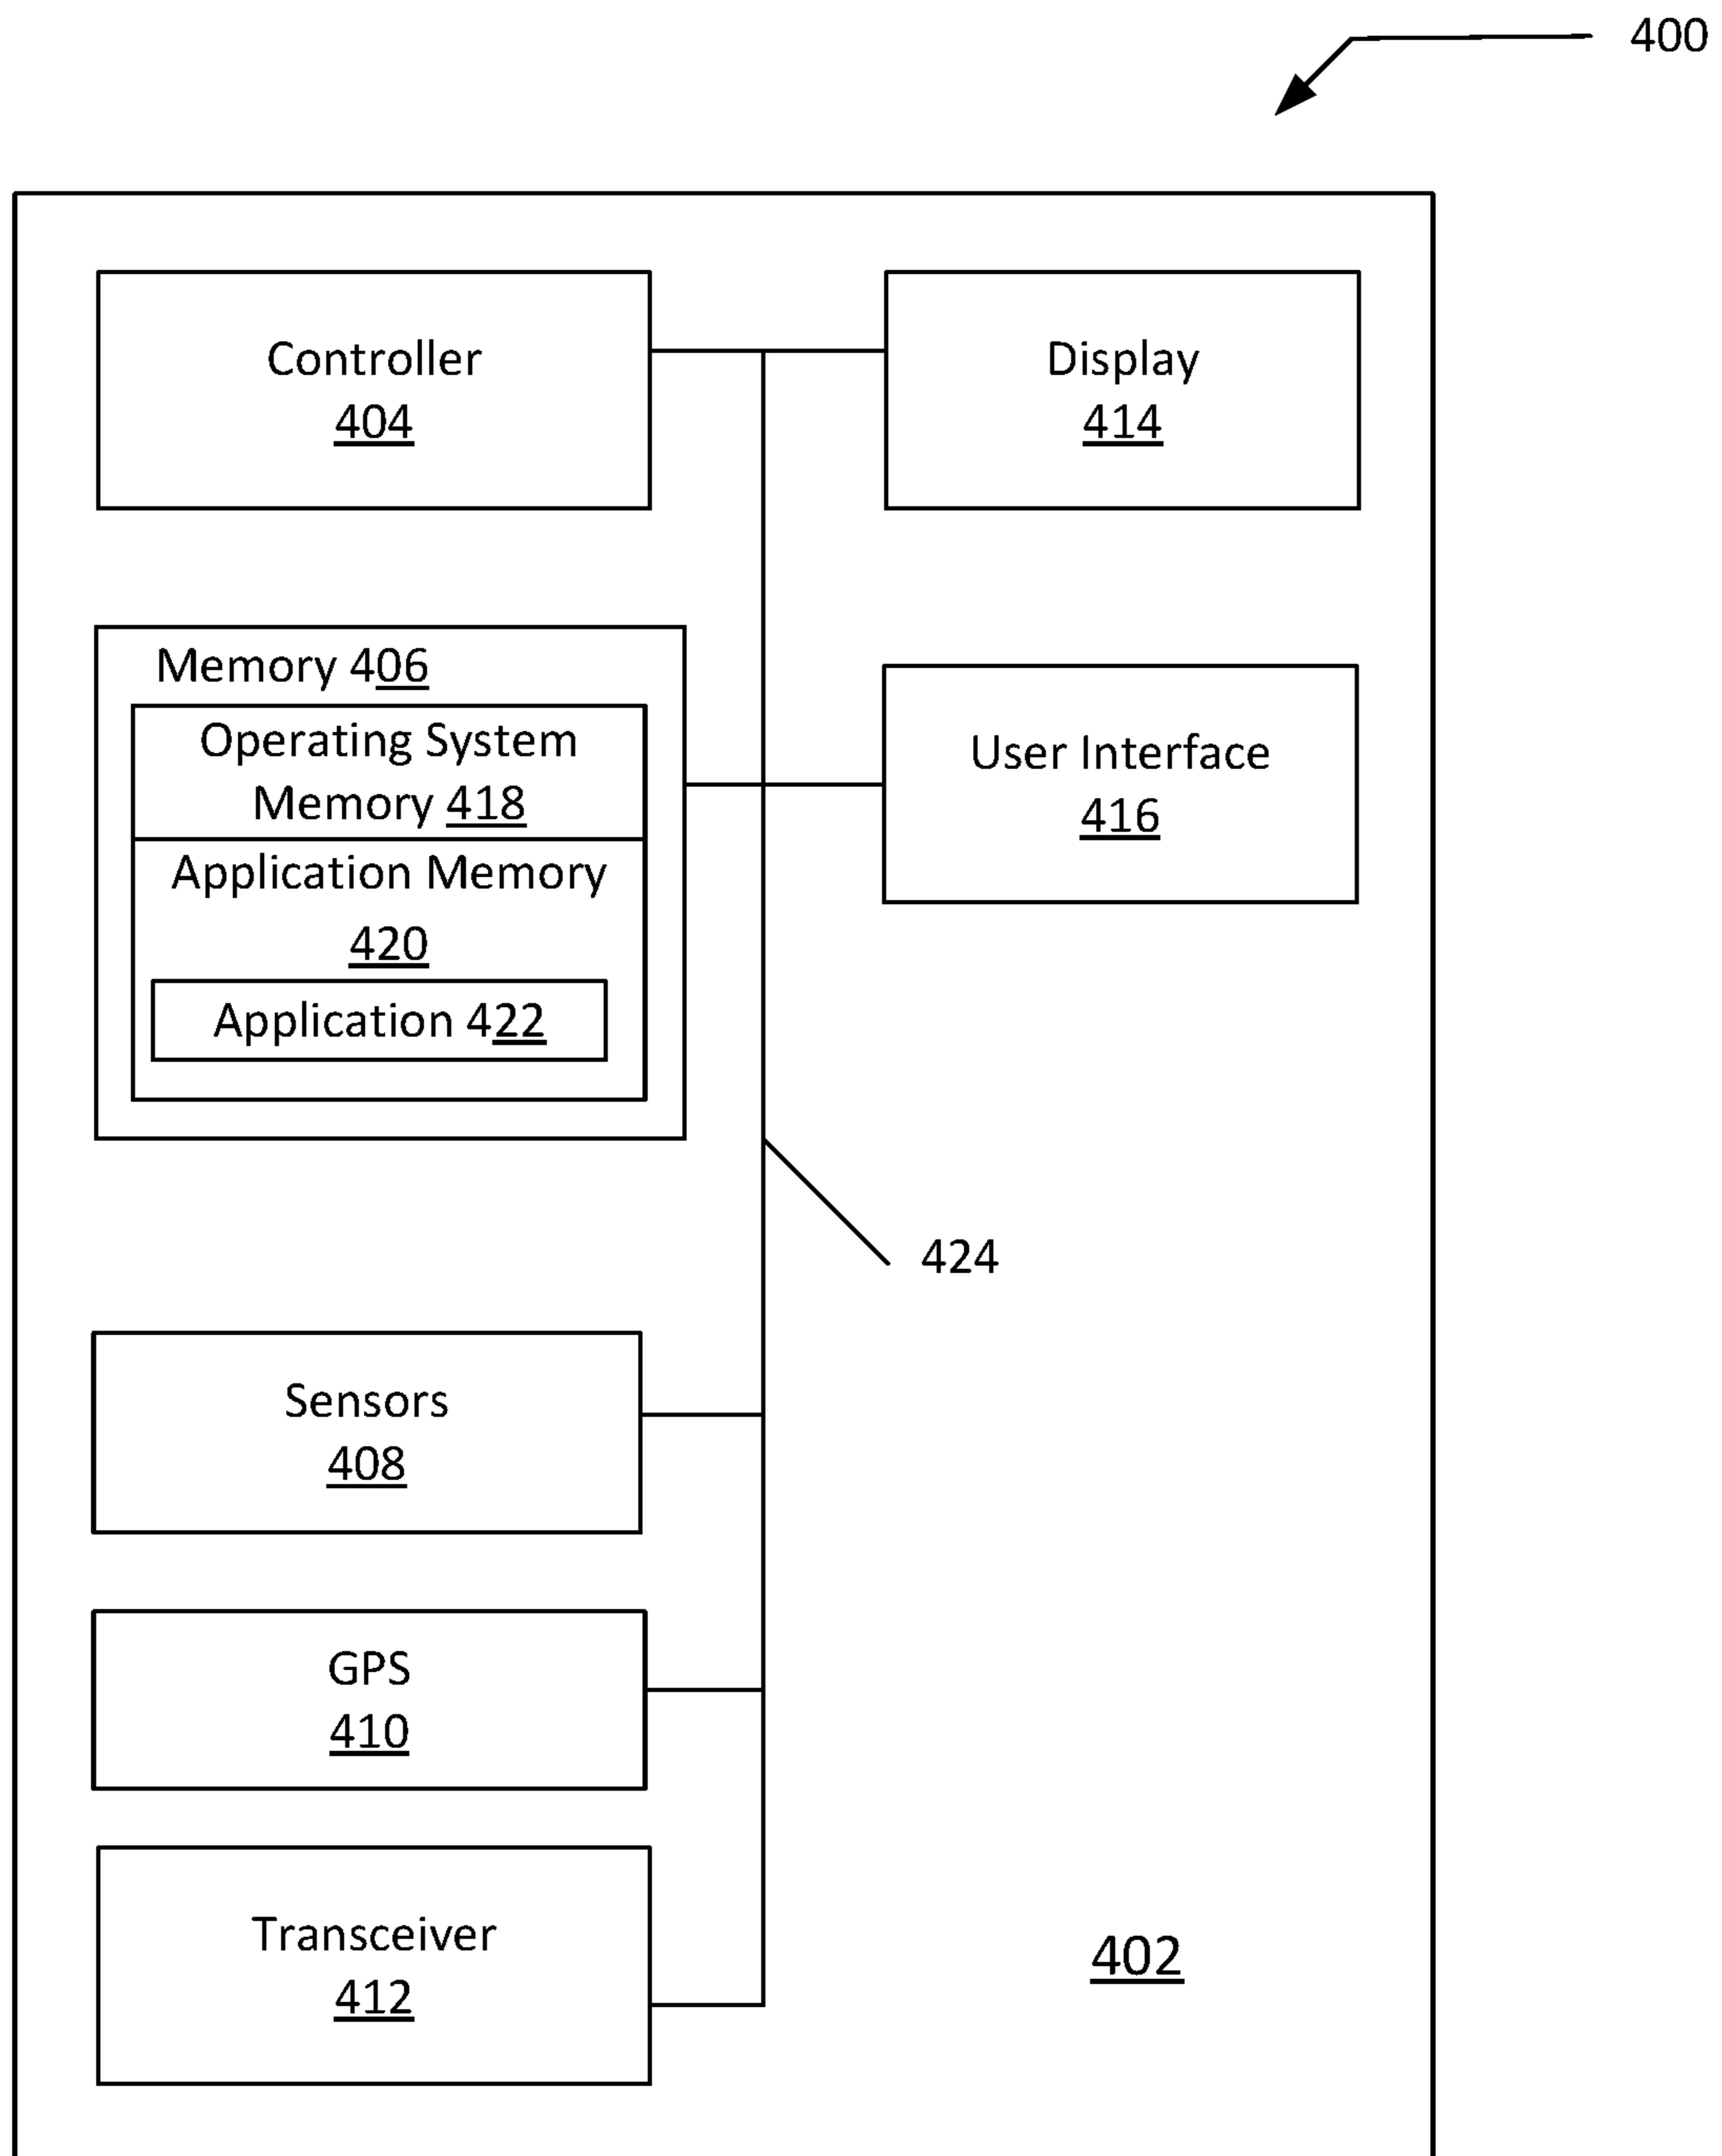 400
Controller
404
Display
414
Memory 406
Operating System
Memory 418
Application Memory
420
Application 422
User Interface
416
424
Sensors
408
GPS
410
Transceiver
412
402